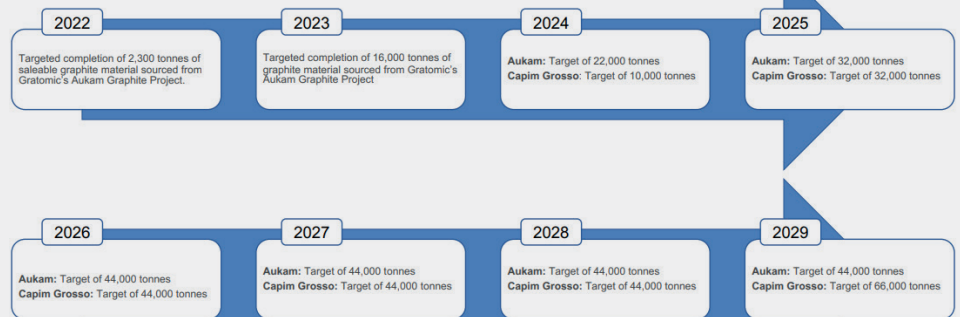 2022
Targeted completion of 2,300 tonnes of
saleable graphite material sourced from
Gratomic's Aukam Graphite Project.
2023
Targeted completion of 16,000 tonnes of
graphite material sourced from Gratomic's
Aukam Graphite Project
2024
Aukam: Target of 22,000 tonnes
Capim Grosso: Target of 10,000 tonnes
2025
Aukam: Target of 32,000 tonnes
Capim Grosso: Target of 32,000 tonnes
2026
Aukam: Target of 44,000 tonnes
Capim Grosso: Target of 44,000 tonnes
2027
Aukam: Target of 44,000 tonnes
Capim Grosso: Target of 44,000 tonnes
2028
Aukam: Target of 44,000 tonnes
Capim Grosso: Target of 44,000 tonnes
2029
Aukam: Target of 44,000 tonnes
Capim Grosso: Target of 66,000 tonnes